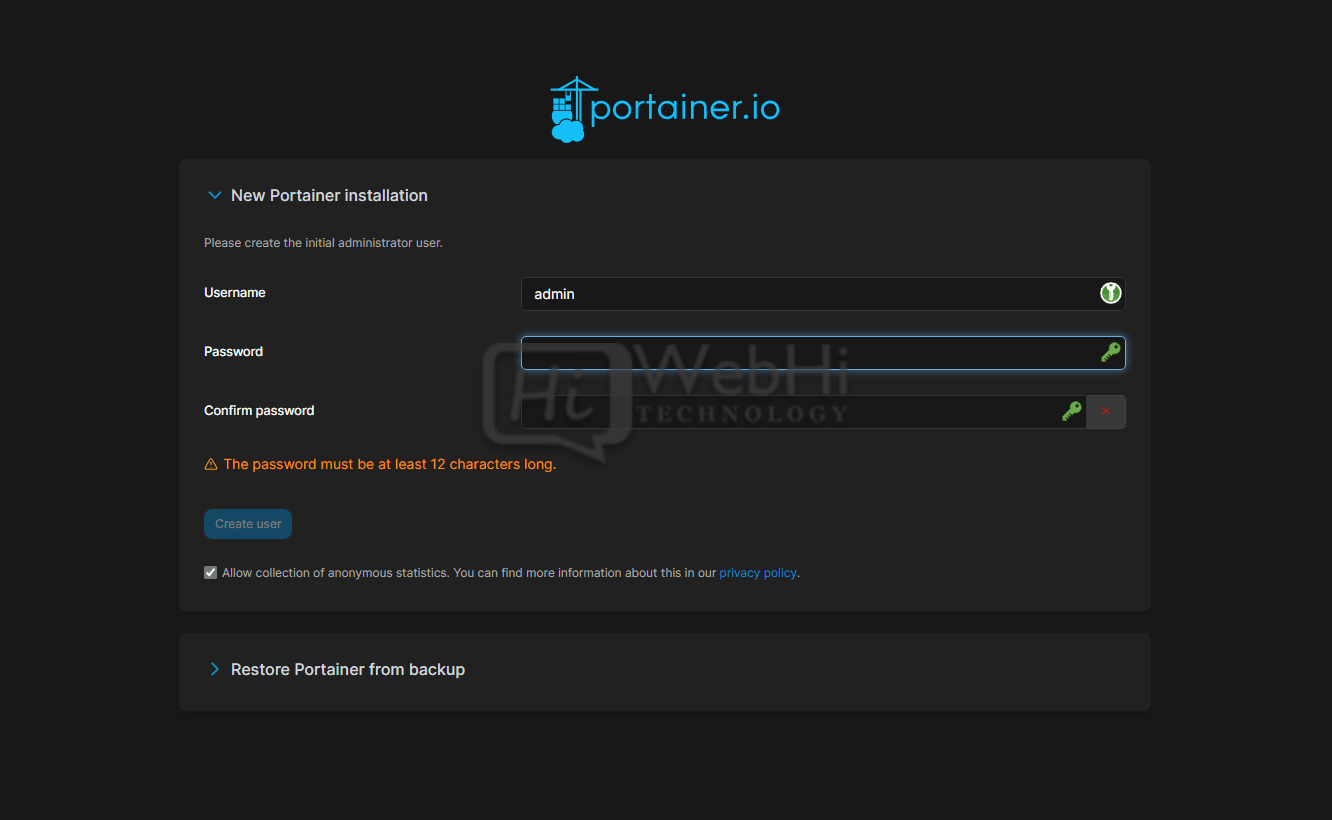 portainer.io
New Portainer installation
Please create the initial administrator user.
Username
admin
Password
Hi WebHi
TECHNOLOGY
Confirm password
The password must be at least 12 characters long.
Create user
Allow collection of anonymous statistics. You can find more information about this in our privacy policy.
Restore Portainer from backup